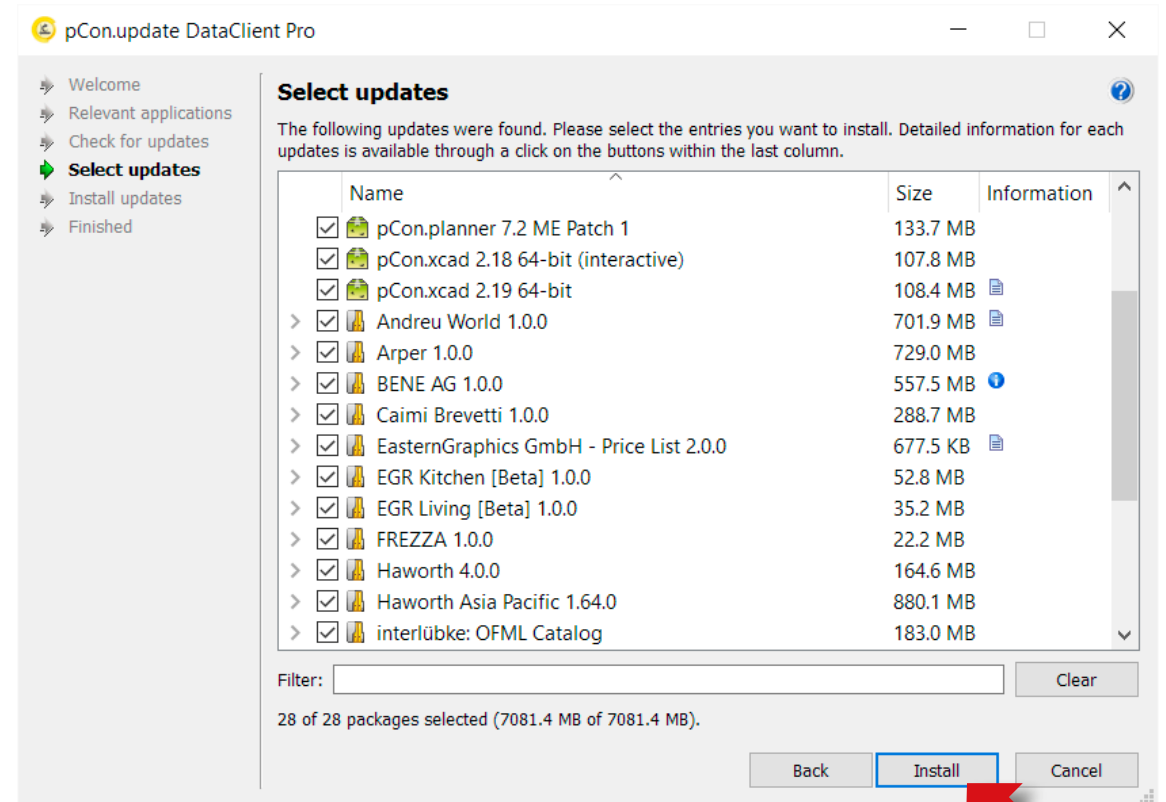 pCon.update DataClient Pro
Welcome
Relevant applications
Check for updates
Select updates
Install updates
Finished
Select updates
The following updates were found. Please select the entries you want to install. Detailed information for each
updates is available through a click on the buttons within the last column.
Name Size Information
pCon.planner 7.2 ME Patch 1 133.7 MB
pCon.xcad 2.18 64-bit (interactive) 107.8 MB
pCon.xcad 2.19 64-bit 108.4 MB
Andreu World 1.0.0 701.9 MB
Arper 1.0.0 729.0 MB
BENE AG 1.0.0 557.5 MB
Caimi Brevetti 1.0.0 288.7 MB
EasternGraphics GmbH - Price List 2.0.0 677.5 KB
EGR Kitchen [Beta] 1.0.0 52.8 MB
EGR Living [Beta] 1.0.0 35.2 MB
FREZZA 1.0.0 22.2 MB
Haworth 4.0.0 164.6 MB
Haworth Asia Pacific 1.64.0 880.1 MB
interlübke: OFML Catalog 183.0 MB
Filter:
Clear
28 of 28 packages selected (7081.4 MB of 7081.4 MB).
Back Install Cancel